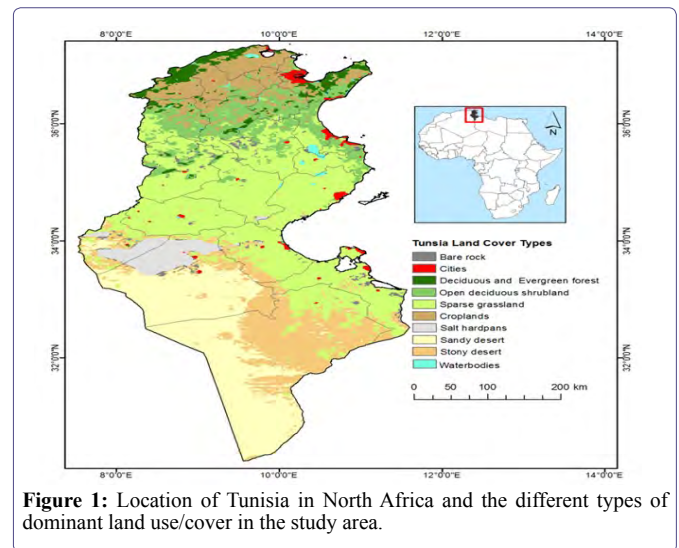 8°0'0"E
10°0'0"E
12°0'0"E
14°0'0"E
36°0'0"N
34°0'0"N
32°0'0"N
36°0'0"N
34°0'0"N
32°0'0"N
N
Tunsia Land Cover Types
Bare rock
Cities
Deciduous and Evergreen forest
Open deciduous shrubland
Sparse grassland
Croplands
Salt hardpans
Sandy desert
Stony desert
Waterbodies
0 50 100 200 km
8°0'0"E
10°0'0"E
12°0'0"E
14°0'0"E
Figure 1: Location of Tunisia in North Africa and the different types of
dominant land use/cover in the study area.